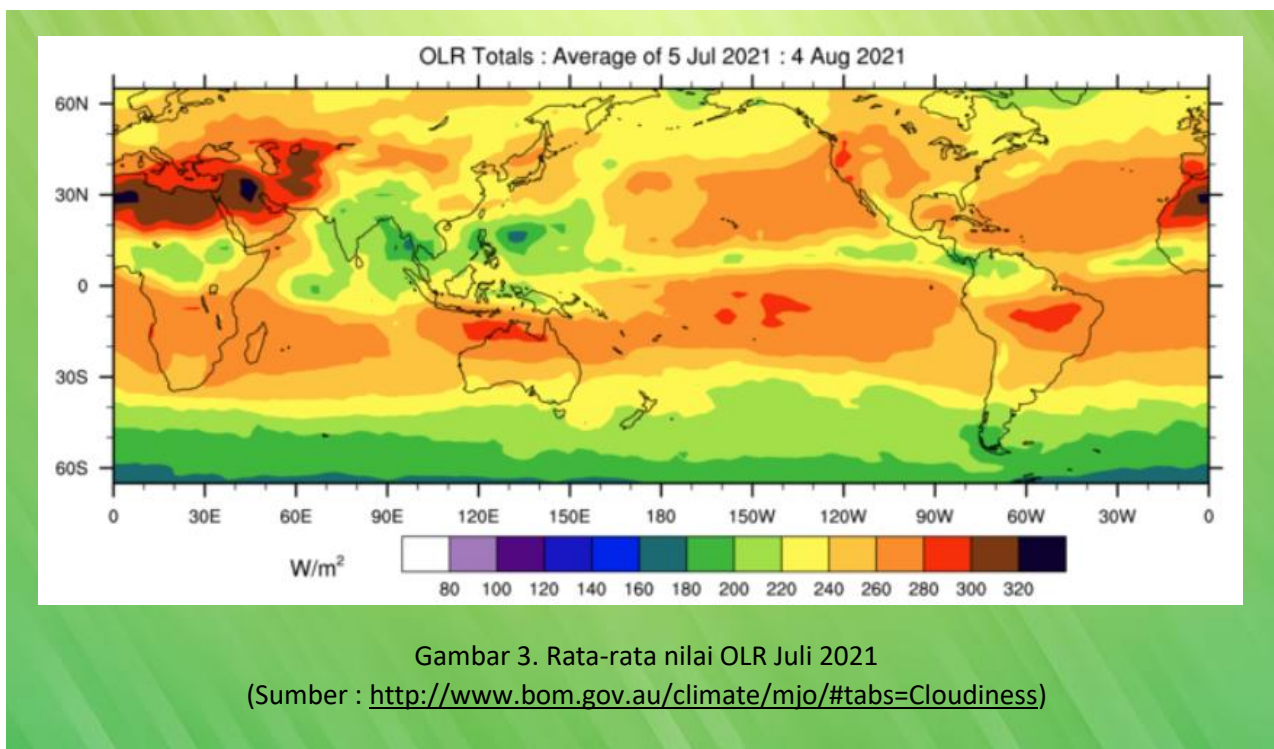 OLR Totals : Average of 5 Jul 2021 : 4 Aug 2021
60N
30N
0
30S
60S
0 30E 60E 90E 120E 150E 180 150W 120W 90W 60W 30W 0
W/m²
80 100 120 140 160 180 200 220 240 260 280 300 320
Gambar 3. Rata-rata nilai OLR Juli 2021
(Sumber : http://www.bom.gov.au/climate/mjo/#tabs=Cloudiness)